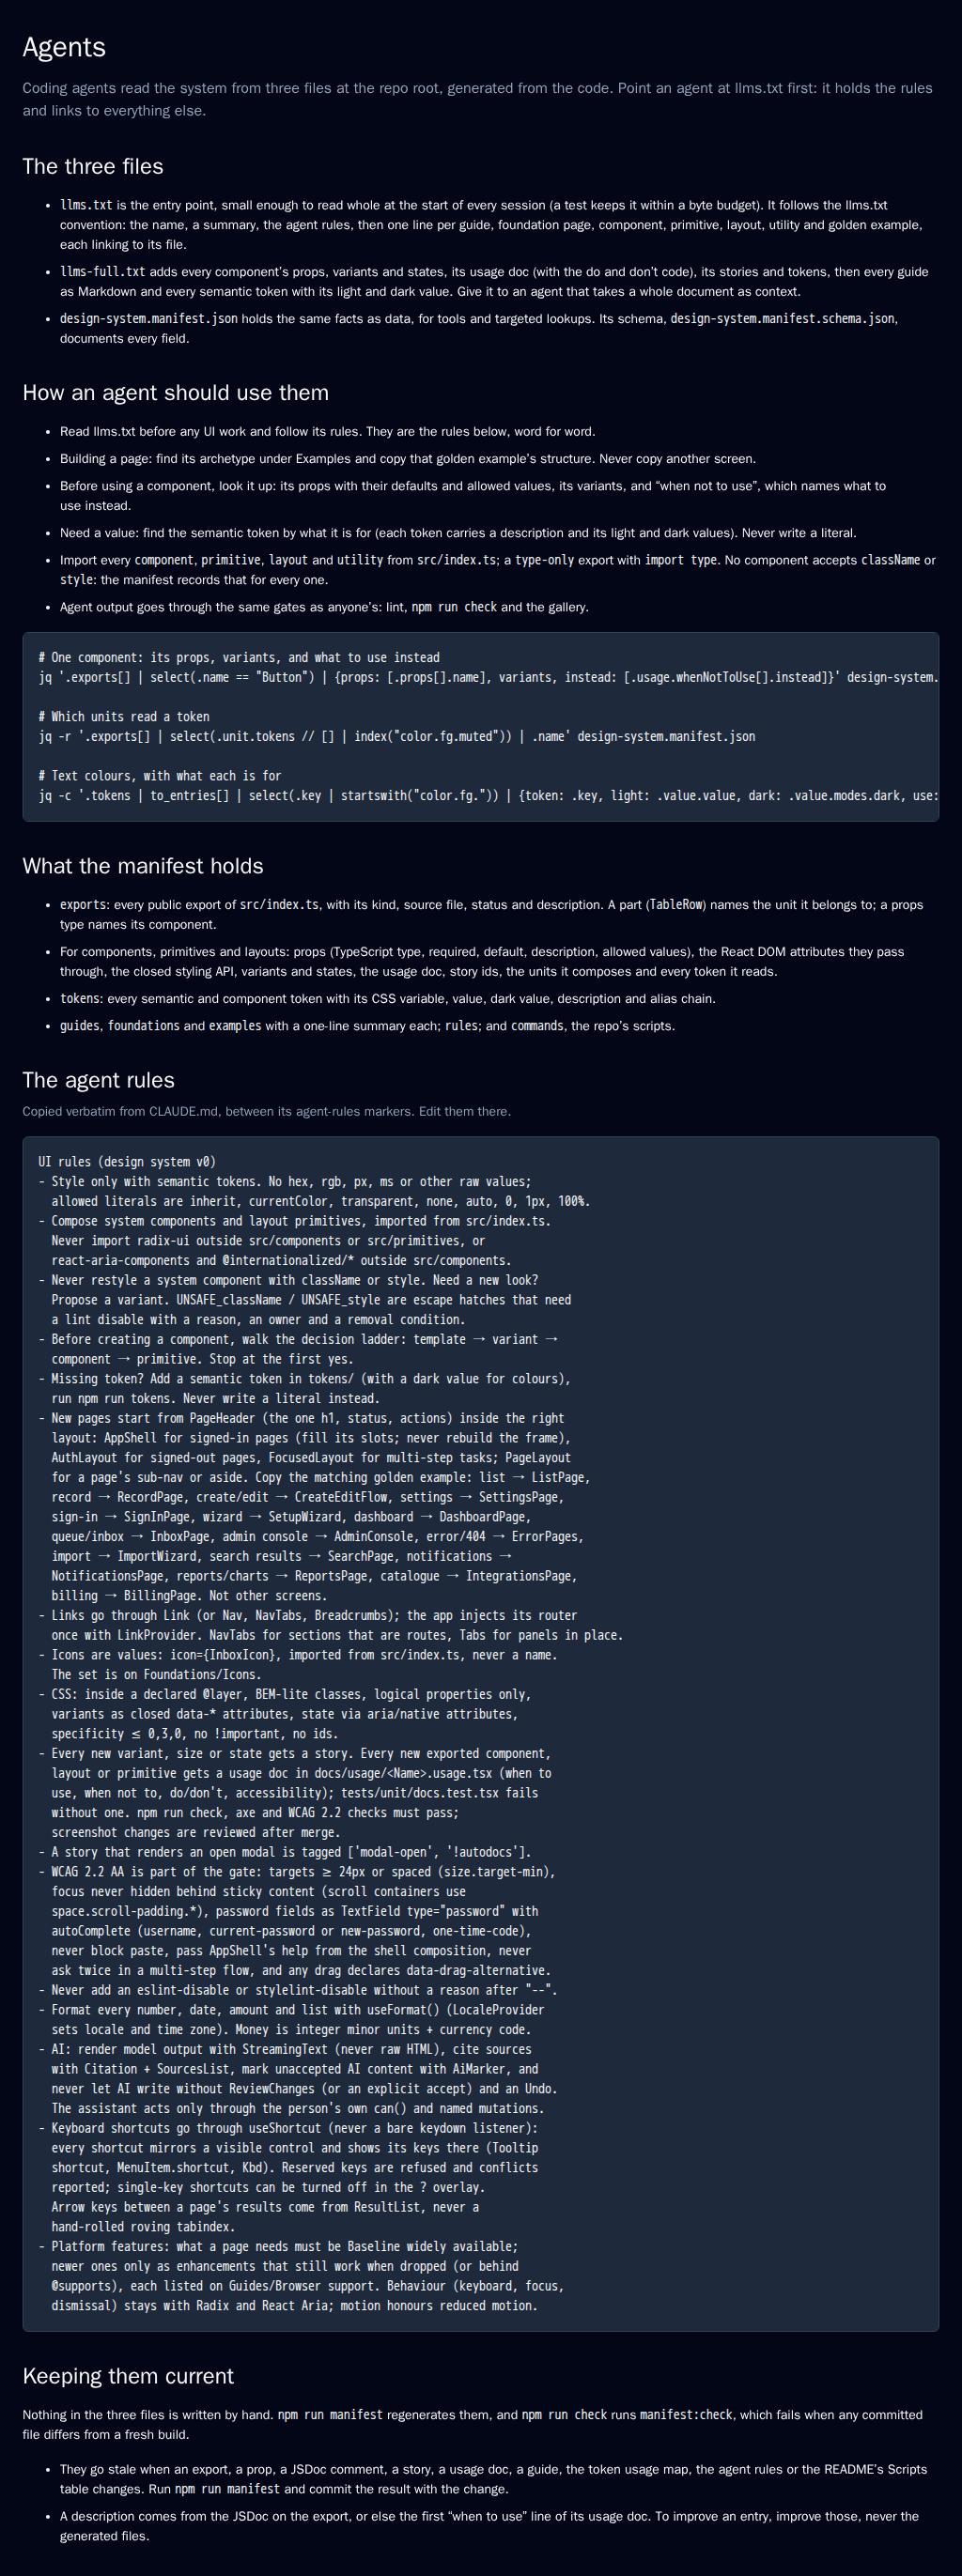 Agents
Coding agents read the system from three files at the repo root, generated from the code. Point an agent at llms.txt first: it holds the rules
and links to everything else.
The three files
• llms.txt is the entry point, small enough to read whole at the start of every session (a test keeps it within a byte budget). It follows the llms.txt
convention: the name, a summary, the agent rules, then one line per guide, foundation page, component, primitive, layout, utility and golden example,
each linking to its file.
• llms-full.txt adds every component's props, variants and states, its usage doc (with the do and don't code), its stories and tokens, then every guide
as Markdown and every semantic token with its light and dark value. Give it to an agent that takes a whole document as context.
• design-system.manifest.json holds the same facts as data, for tools and targeted lookups. Its schema, design-system.manifest.schema.json,
documents every field.
How an agent should use them
• Read llms.txt before any UI work and follow its rules. They are the rules below, word for word.
• Building a page: find its archetype under Examples and copy that golden example's structure. Never copy another screen.
• Before using a component, look it up: its props with their defaults and allowed values, its variants, and “when not to use”, which names what to
use instead.
• Need a value: find the semantic token by what it is for (each token carries a description and its light and dark values). Never write a literal.
• Import every component, primitive, layout and utility from src/index.ts; a type-only export with import type. No component accepts className or
style: the manifest records that for every one.
• Agent output goes through the same gates as anyone's: lint, npm run check and the gallery.
# One component: its props, variants, and what to use instead
jq '.exports[] | select(.name == "Button") | {props: [.props[].name], variants, instead: [.usage.whenNotToUse[].instead]}' design-system.
# Which units read a token
jq -r '.exports[] | select(.unit.tokens // [] | index("color.fg.muted")) | .name' design-system.manifest.json
# Text colours, with what each is for
jq -c '.tokens | to_entries[] | select(.key | startswith("color.fg.")) | {token: .key, light: .value.value, dark: .value.modes.dark, use:
What the manifest holds
• exports: every public export of src/index.ts, with its kind, source file, status and description. A part (TableRow) names the unit it belongs to; a props
type names its component.
• For components, primitives and layouts: props (TypeScript type, required, default, description, allowed values), the React DOM attributes they pass
through, the closed styling API, variants and states, the usage doc, story ids, the units it composes and every token it reads.
• tokens: every semantic and component token with its CSS variable, value, dark value, description and alias chain.
• guides, foundations and examples with a one-line summary each; rules; and commands, the repo's scripts.
The agent rules
Copied verbatim from CLAUDE.md, between its agent-rules markers. Edit them there.
UI rules (design system v0)
- Style only with semantic tokens. No hex, rgb, px, ms or other raw values;
allowed literals are inherit, currentColor, transparent, none, auto, 0, 1px, 100%.
- Compose system components and layout primitives, imported from src/index.ts.
Never import radix-ui outside src/components or src/primitives, or
react-aria-components and @internationalized/* outside src/components.
- Never restyle a system component with className or style. Need a new look?
Propose a variant. UNSAFE_className / UNSAFE_style are escape hatches that need
a lint disable with a reason, an owner and a removal condition.
- Before creating a component, walk the decision ladder: template → variant →
component → primitive. Stop at the first yes.
- Missing token? Add a semantic token in tokens/ (with a dark value for colours),
run npm run tokens. Never write a literal instead.
- New pages start from PageHeader (the one h1, status, actions) inside the right
layout: AppShell for signed-in pages (fill its slots; never rebuild the frame),
AuthLayout for signed-out pages, FocusedLayout for multi-step tasks; PageLayout
for a page's sub-nav or aside. Copy the matching golden example: list → ListPage,
record → RecordPage, create/edit → CreateEditFlow, settings → SettingsPage,
sign-in → SignInPage, wizard → SetupWizard, dashboard → DashboardPage,
queue/inbox → InboxPage, admin console → AdminConsole, error/404 → ErrorPages,
import → ImportWizard, search results → SearchPage, notifications →
NotificationsPage, reports/charts → ReportsPage, catalogue → IntegrationsPage,
billing → BillingPage. Not other screens.
- Links go through Link (or Nav, NavTabs, Breadcrumbs); the app injects its router
once with LinkProvider. NavTabs for sections that are routes, Tabs for panels in place.
- Icons are values: icon={InboxIcon}, imported from src/index.ts, never a name.
The set is on Foundations/Icons.
- CSS: inside a declared @layer, BEM-lite classes, logical properties only,
variants as closed data-* attributes, state via aria/native attributes,
specificity ≤ 0,3,0, no !important, no ids.
- Every new variant, size or state gets a story. Every new exported component,
layout or primitive gets a usage doc in docs/usage/<Name>.usage.tsx (when to
use, when not to, do/don't, accessibility); tests/unit/docs.test.tsx fails
without one. npm run check, axe and WCAG 2.2 checks must pass;
screenshot changes are reviewed after merge.
- A story that renders an open modal is tagged ['modal-open', '!autodocs'].
- WCAG 2.2 AA is part of the gate: targets ≥ 24px or spaced (size.target-min),
focus never hidden behind sticky content (scroll containers use
space.scroll-padding.*), password fields as TextField type="password" with
autoComplete (username, current-password or new-password, one-time-code),
never block paste, pass AppShell's help from the shell composition, never
ask twice in a multi-step flow, and any drag declares data-drag-alternative.
- Never add an eslint-disable or stylelint-disable without a reason after "--".
- Format every number, date, amount and list with useFormat() (LocaleProvider
sets locale and time zone). Money is integer minor units + currency code.
- AI: render model output with StreamingText (never raw HTML), cite sources
with Citation + SourcesList, mark unaccepted AI content with AiMarker, and
never let AI write without ReviewChanges (or an explicit accept) and an Undo.
The assistant acts only through the person's own can() and named mutations.
- Keyboard shortcuts go through useShortcut (never a bare keydown listener):
every shortcut mirrors a visible control and shows its keys there (Tooltip
shortcut, MenuItem.shortcut, Kbd). Reserved keys are refused and conflicts
reported; single-key shortcuts can be turned off in the ? overlay.
Arrow keys between a page's results come from ResultList, never a
hand-rolled roving tabindex.
- Platform features: what a page needs must be Baseline widely available;
newer ones only as enhancements that still work when dropped (or behind
@supports), each listed on Guides/Browser support. Behaviour (keyboard, focus,
dismissal) stays with Radix and React Aria; motion honours reduced motion.
Keeping them current
Nothing in the three files is written by hand. npm run manifest regenerates them, and npm run check runs manifest:check, which fails when any committed
file differs from a fresh build.
• They go stale when an export, a prop, a JSDoc comment, a story, a usage doc, a guide, the token usage map, the agent rules or the README's Scripts
table changes. Run npm run manifest and commit the result with the change.
• A description comes from the JSDoc on the export, or else the first “when to use” line of its usage doc. To improve an entry, improve those, never the
generated files.